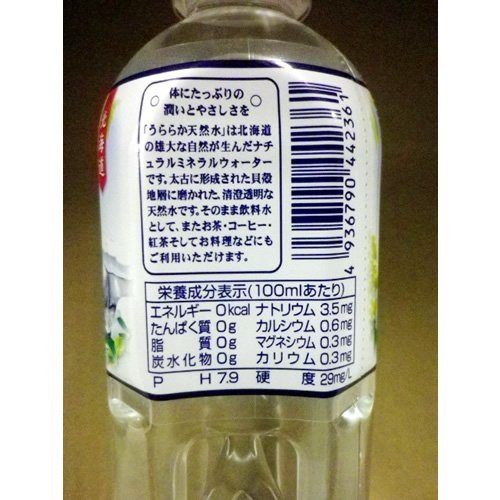 北海道
体にたっぷりの
潤いとやさしさを
「うららか天然水」は北海道
の雄大な自然が生んだナチ
ュラルミネラルウォーター
です。太古に形成された貝殻
地層に磨かれた、清澄透明な
天然水です。そのまま飲料水
として、またお茶・コーヒー・
紅茶そしてお料理などにも
ご利用いただけます。
4 936790 442361
栄養成分表示(100mlあたり)
エネルギー 0kcal ナトリウム 3.5mg
たんぱく質 0g カルシウム 0.6mg
脂質 0g マグネシウム 0.3mg
炭水化物 0g カリウム 0.3mg
PH7.9 硬度 29mg/L